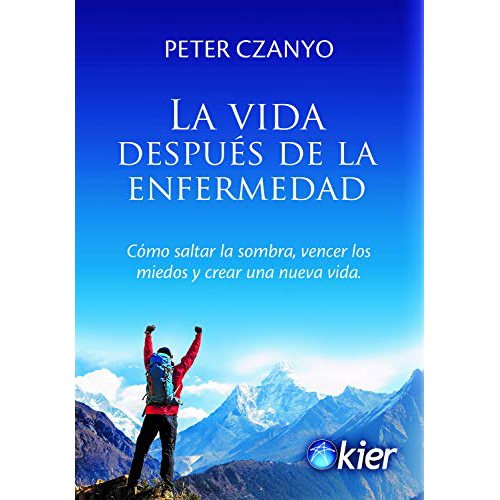 PETER CZANYO
LA VIDA
DESPUÉS DE LA
ENFERMEDAD
Cómo saltar la sombra, vencer los
miedos y crear una nueva vida.
kier